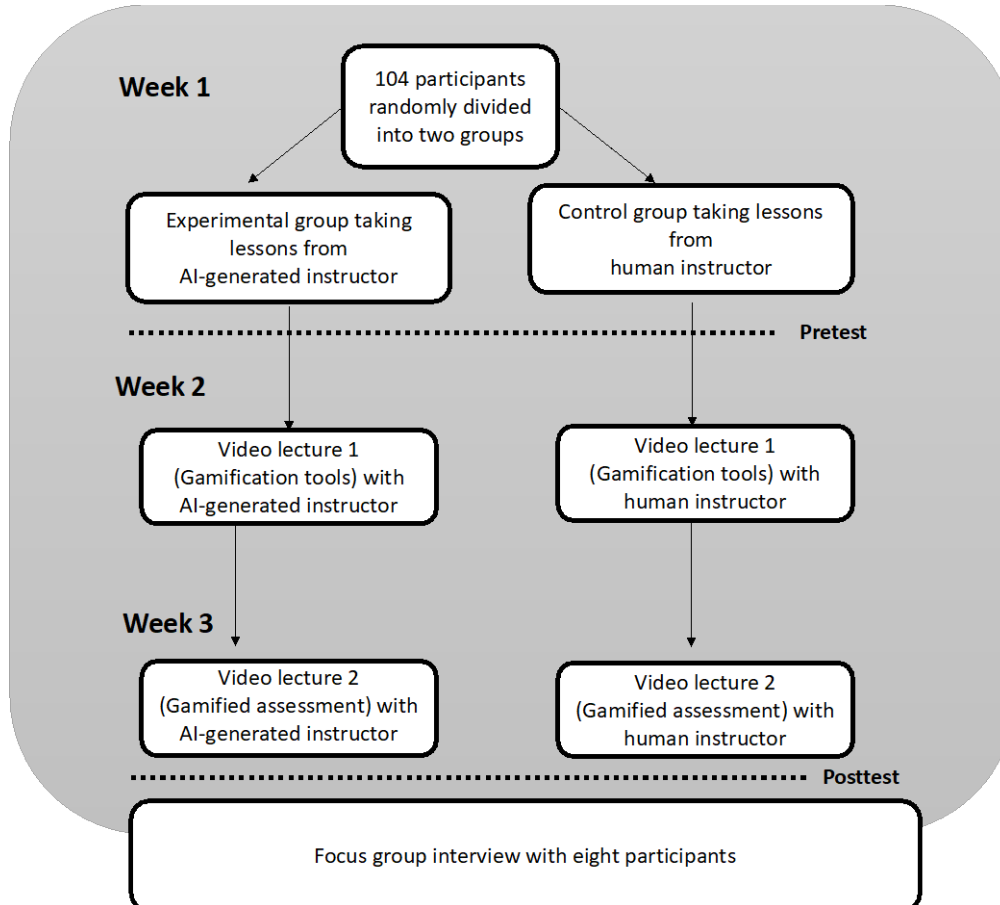 Week 1
104 participants
randomly divided
into two groups
Experimental group taking
lessons from
AI-generated instructor
Control group taking lessons
from
human instructor
Pretest
Week 2
Video lecture 1
(Gamification tools) with
AI-generated instructor
Video lecture 1
(Gamification tools) with
human instructor
Week 3
Video lecture 2
(Gamified assessment) with
AI-generated instructor
Video lecture 2
(Gamified assessment) with
human instructor
Posttest
Focus group interview with eight participants